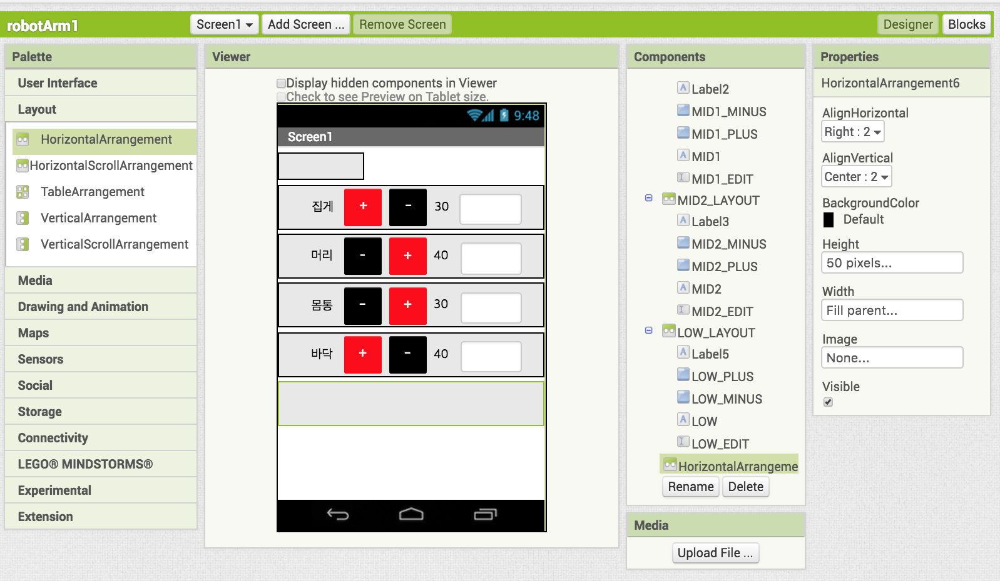 robotArm1
Screen1 Add Screen ... Remove Screen
Designer Blocks
Palette
User Interface
Layout
HorizontalArrangement
HorizontalScrollArrangement
TableArrangement
VerticalArrangement
VerticalScrollArrangement
Media
Drawing and Animation
Maps
Sensors
Social
Storage
Connectivity
LEGO® MINDSTORMS®
Experimental
Extension
Viewer
Display hidden components in Viewer
Check to see Preview on Tablet size.
9:48
Screen1
집게 + - 30
머리 - + 40
몸통 - + 30
바닥 + - 40
Components
Label2
MID1_MINUS
MID1_PLUS
MID1
MID1_EDIT
MID2_LAYOUT
Label3
MID2_MINUS
MID2_PLUS
MID2
MID2_EDIT
LOW_LAYOUT
Label5
LOW_PLUS
LOW_MINUS
LOW
LOW_EDIT
HorizontalArrangeme
Rename Delete
Media
Upload File ...
Properties
HorizontalArrangement6
AlignHorizontal
Right : 2
AlignVertical
Center : 2
BackgroundColor
Default
Height
50 pixels...
Width
Fill parent...
Image
None...
Visible